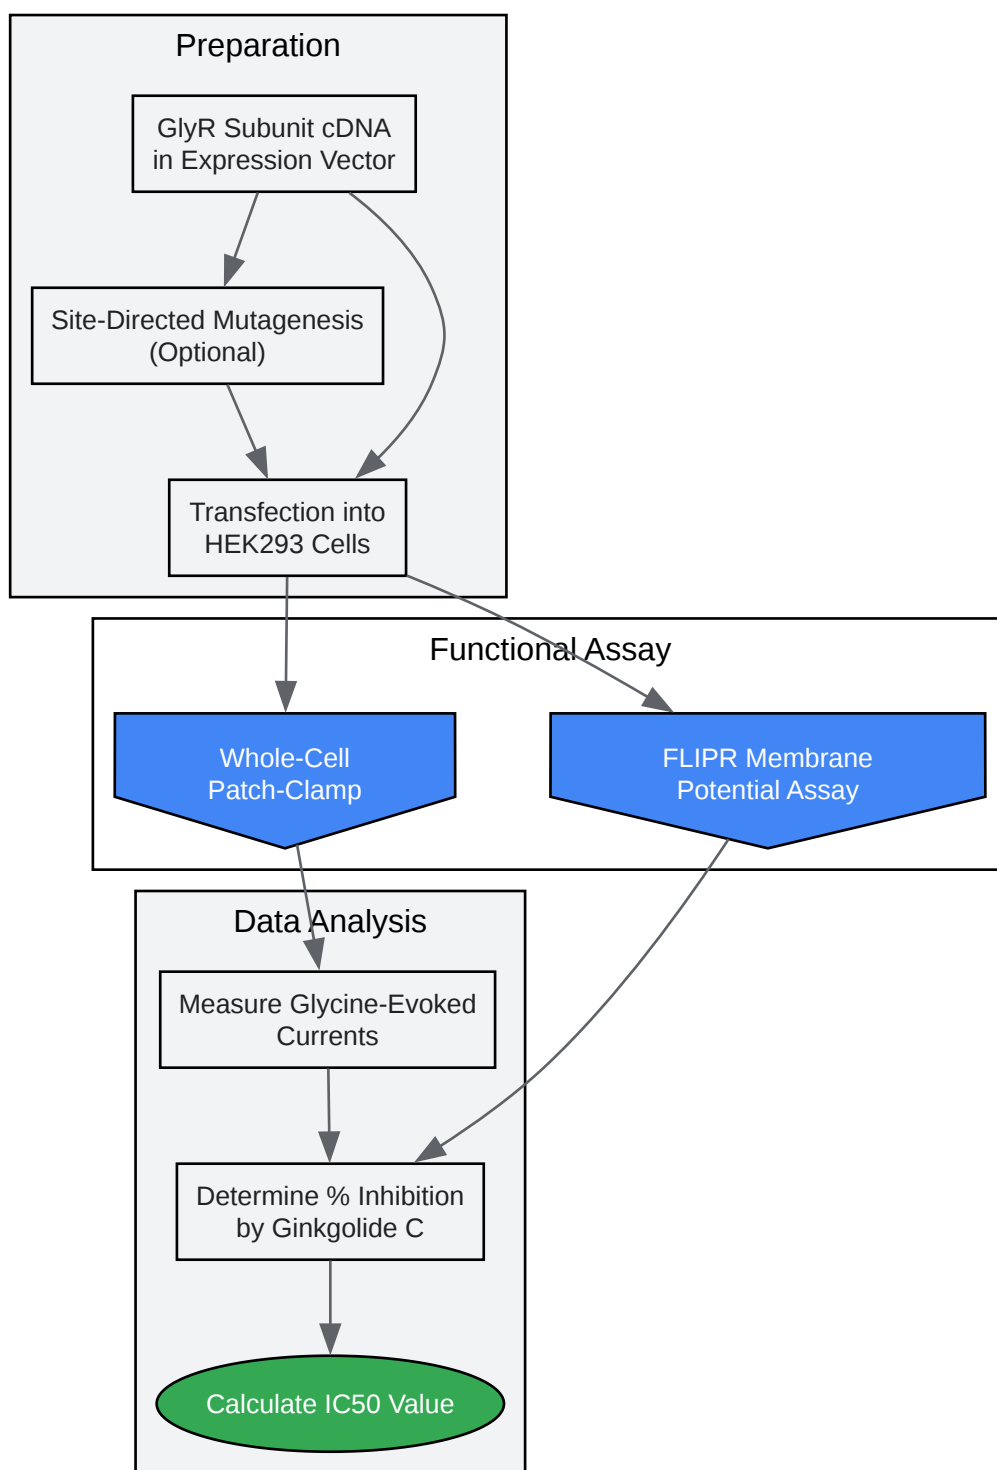 Preparation
GlyR Subunit cDNA
in Expression Vector
Site-Directed Mutagenesis
(Optional)
Transfection into
HEK293 Cells
Functional Assay
Whole-Cell
Patch-Clamp
FLIPR Membrane
Potential Assay
Data Analysis
Measure Glycine-Evoked
Currents
Determine % Inhibition
by Ginkgolide C
Calculate IC50 Value